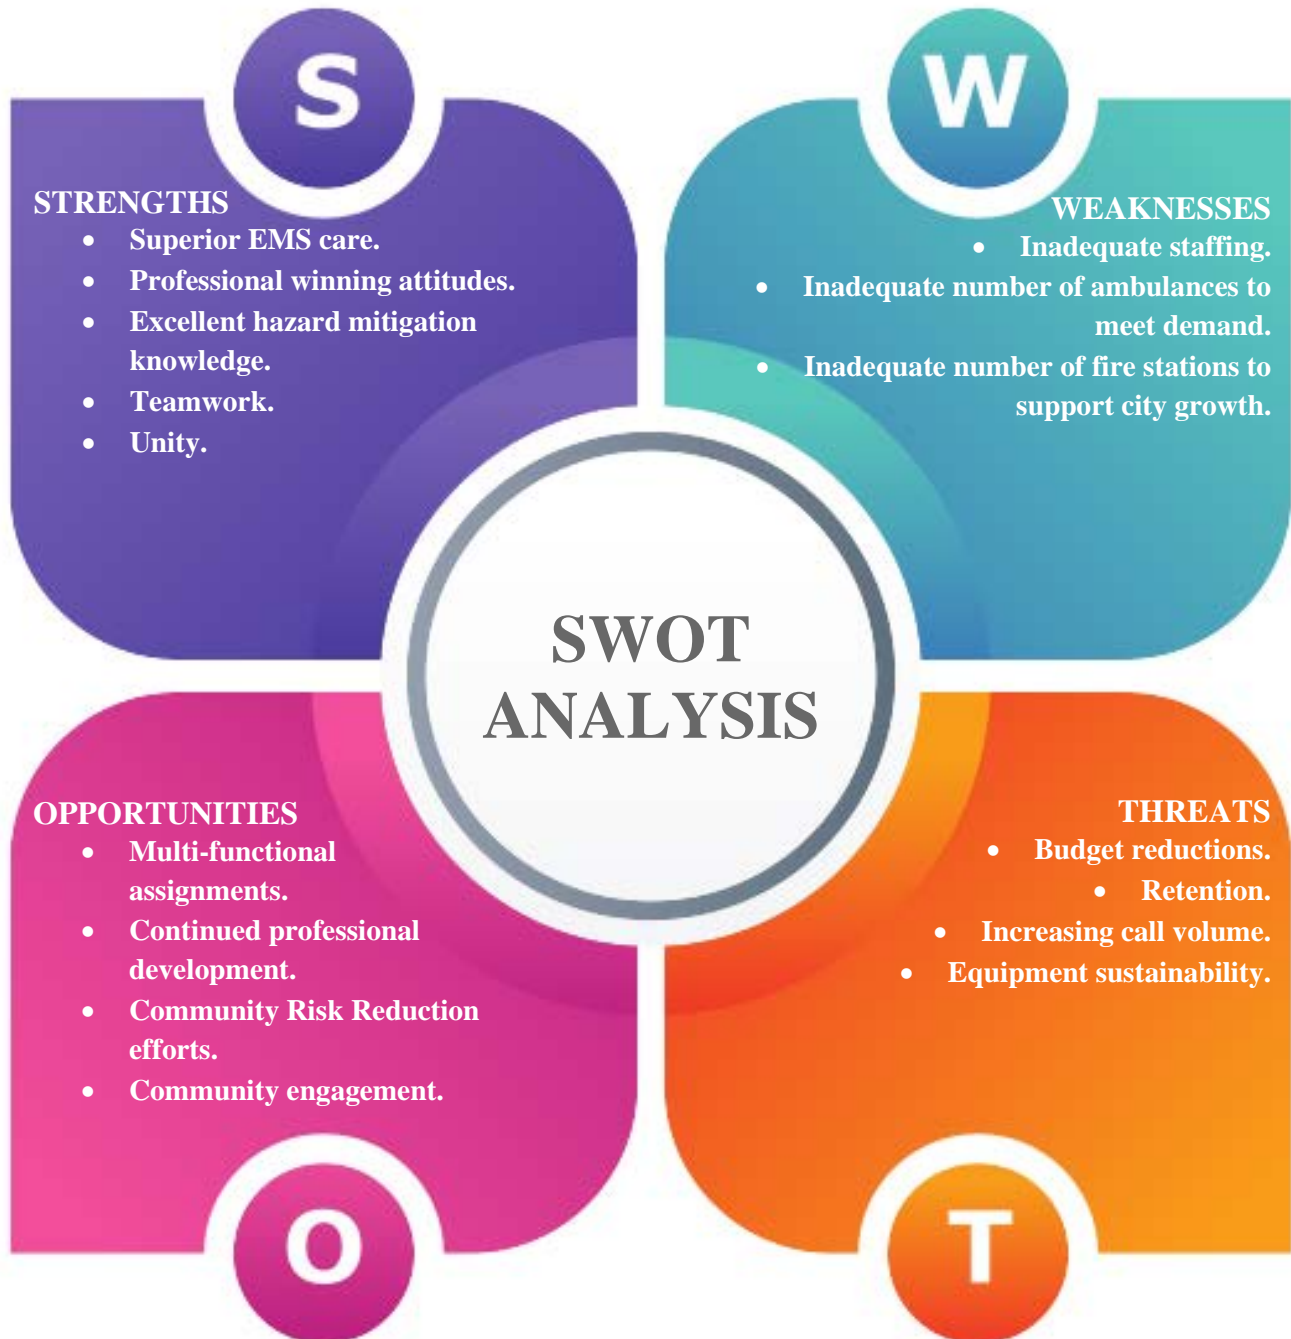 S
STRENGTHS
• Superior EMS care.
• Professional winning attitudes.
• Excellent hazard mitigation
knowledge.
• Teamwork.
• Unity.
W
WEAKNESSES
• Inadequate staffing.
• Inadequate number of ambulances to
meet demand.
• Inadequate number of fire stations to
support city growth.
SWOT
ANALYSIS
OPPORTUNITIES
• Multi-functional
assignments.
• Continued professional
development.
• Community Risk Reduction
efforts.
• Community engagement.
O
THREATS
• Budget reductions.
• Retention.
• Increasing call volume.
• Equipment sustainability.
T